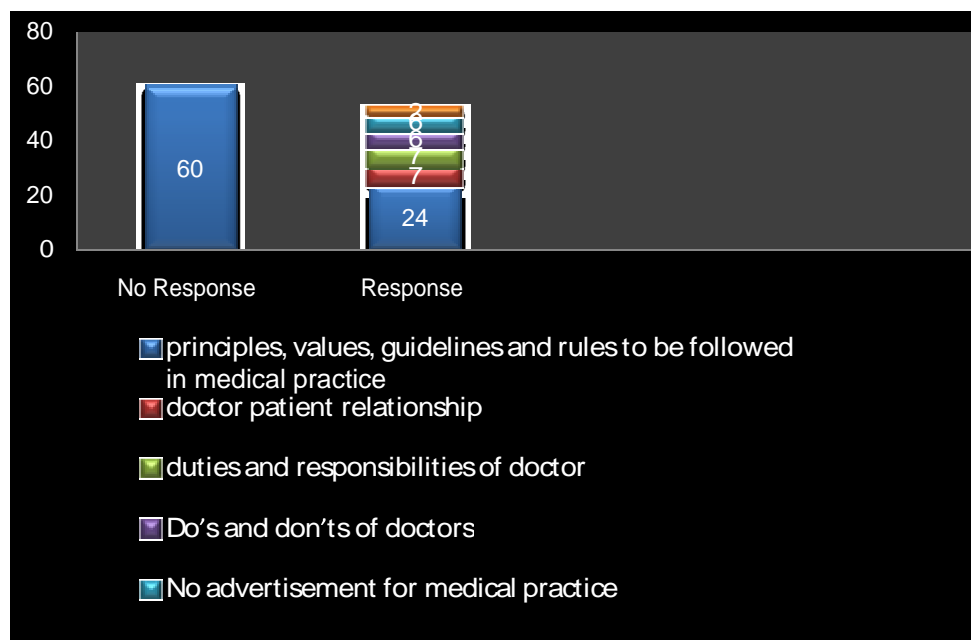 80
60
40
20
0
60
6
6
7
7
24
No Response
Response
principles, values, guidelines and rules to be followed
in medical practice
doctor patient relationship
duties and responsibilities of doctor
Do's and don'ts of doctors
No advertisement for medical practice